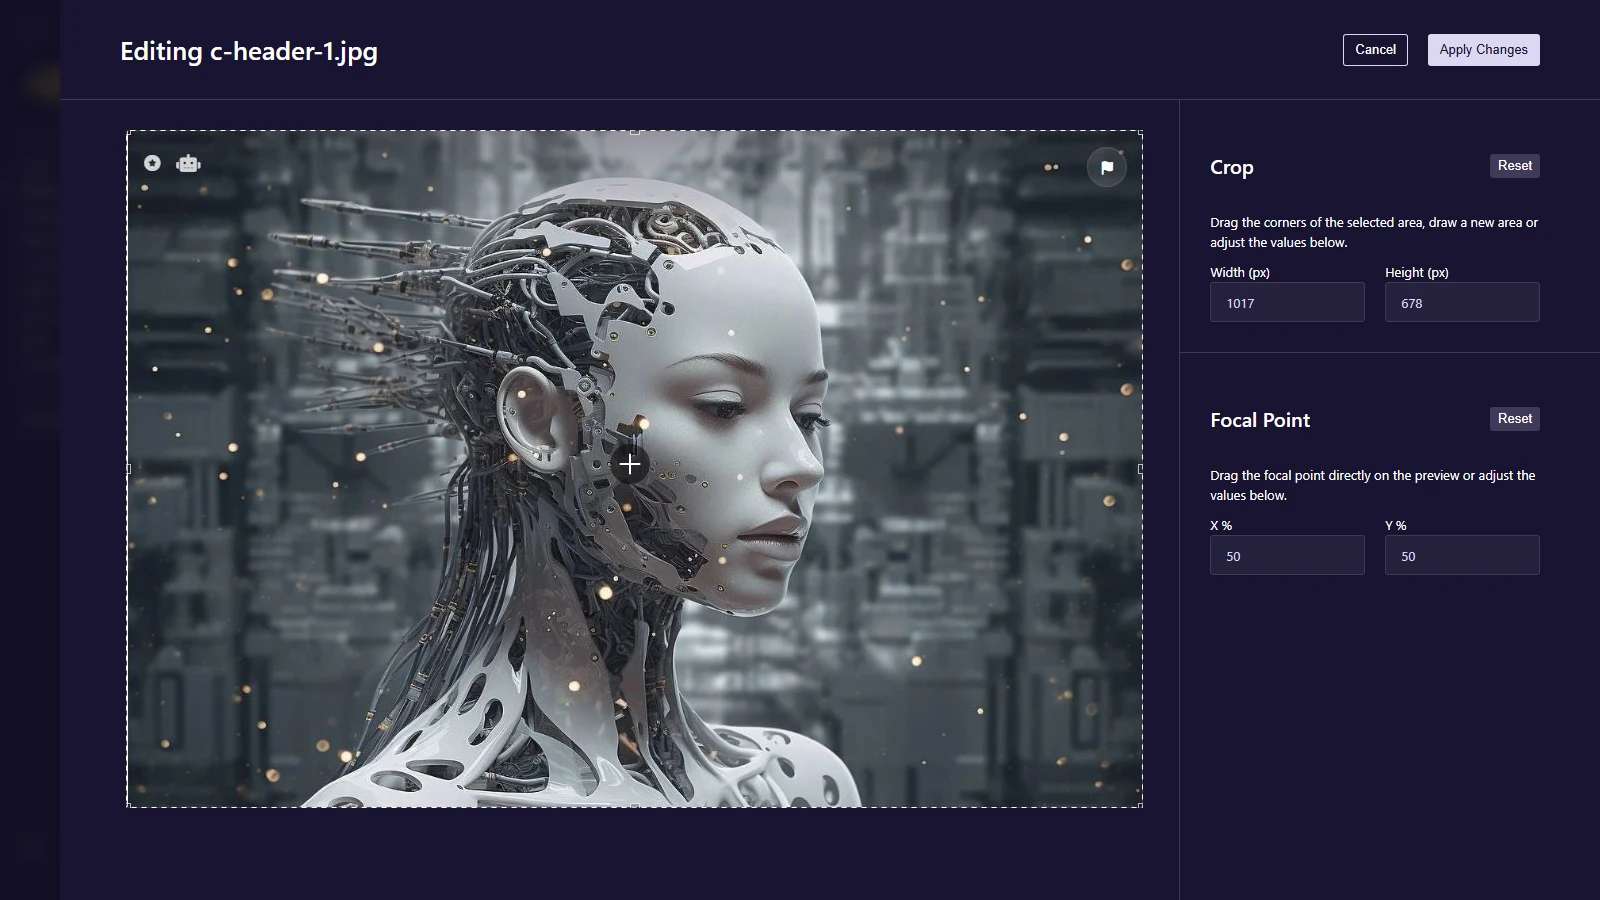 Editing c-header-1.jpg
Cancel
Apply Changes
Crop
Reset
Drag the corners of the selected area, draw a new area or
adjust the values below.
Width (px)
Height (px)
1017
678
Focal Point
Reset
Drag the focal point directly on the preview or adjust the
values below.
X %
Y %
50
50